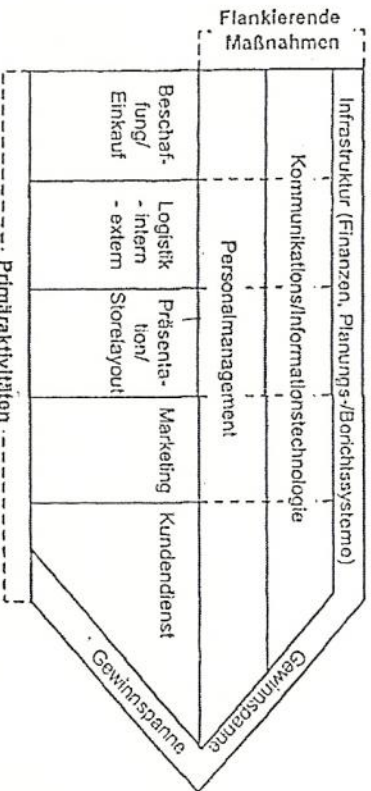 Flankierende
Maßnahmen
Infrastruktur (Finanzen, Planungs-/Berichtssysteme)
Kommunikations/Informationstechnologie
Personalmanagement
Beschaf-
fung/
Einkauf
Logistik
- intern
- extern
Präsenta-
tion/
Storelayout
Marketing
Kundendienst
Gewinnspanne
Gewinnspanne
Primäraktivitäten